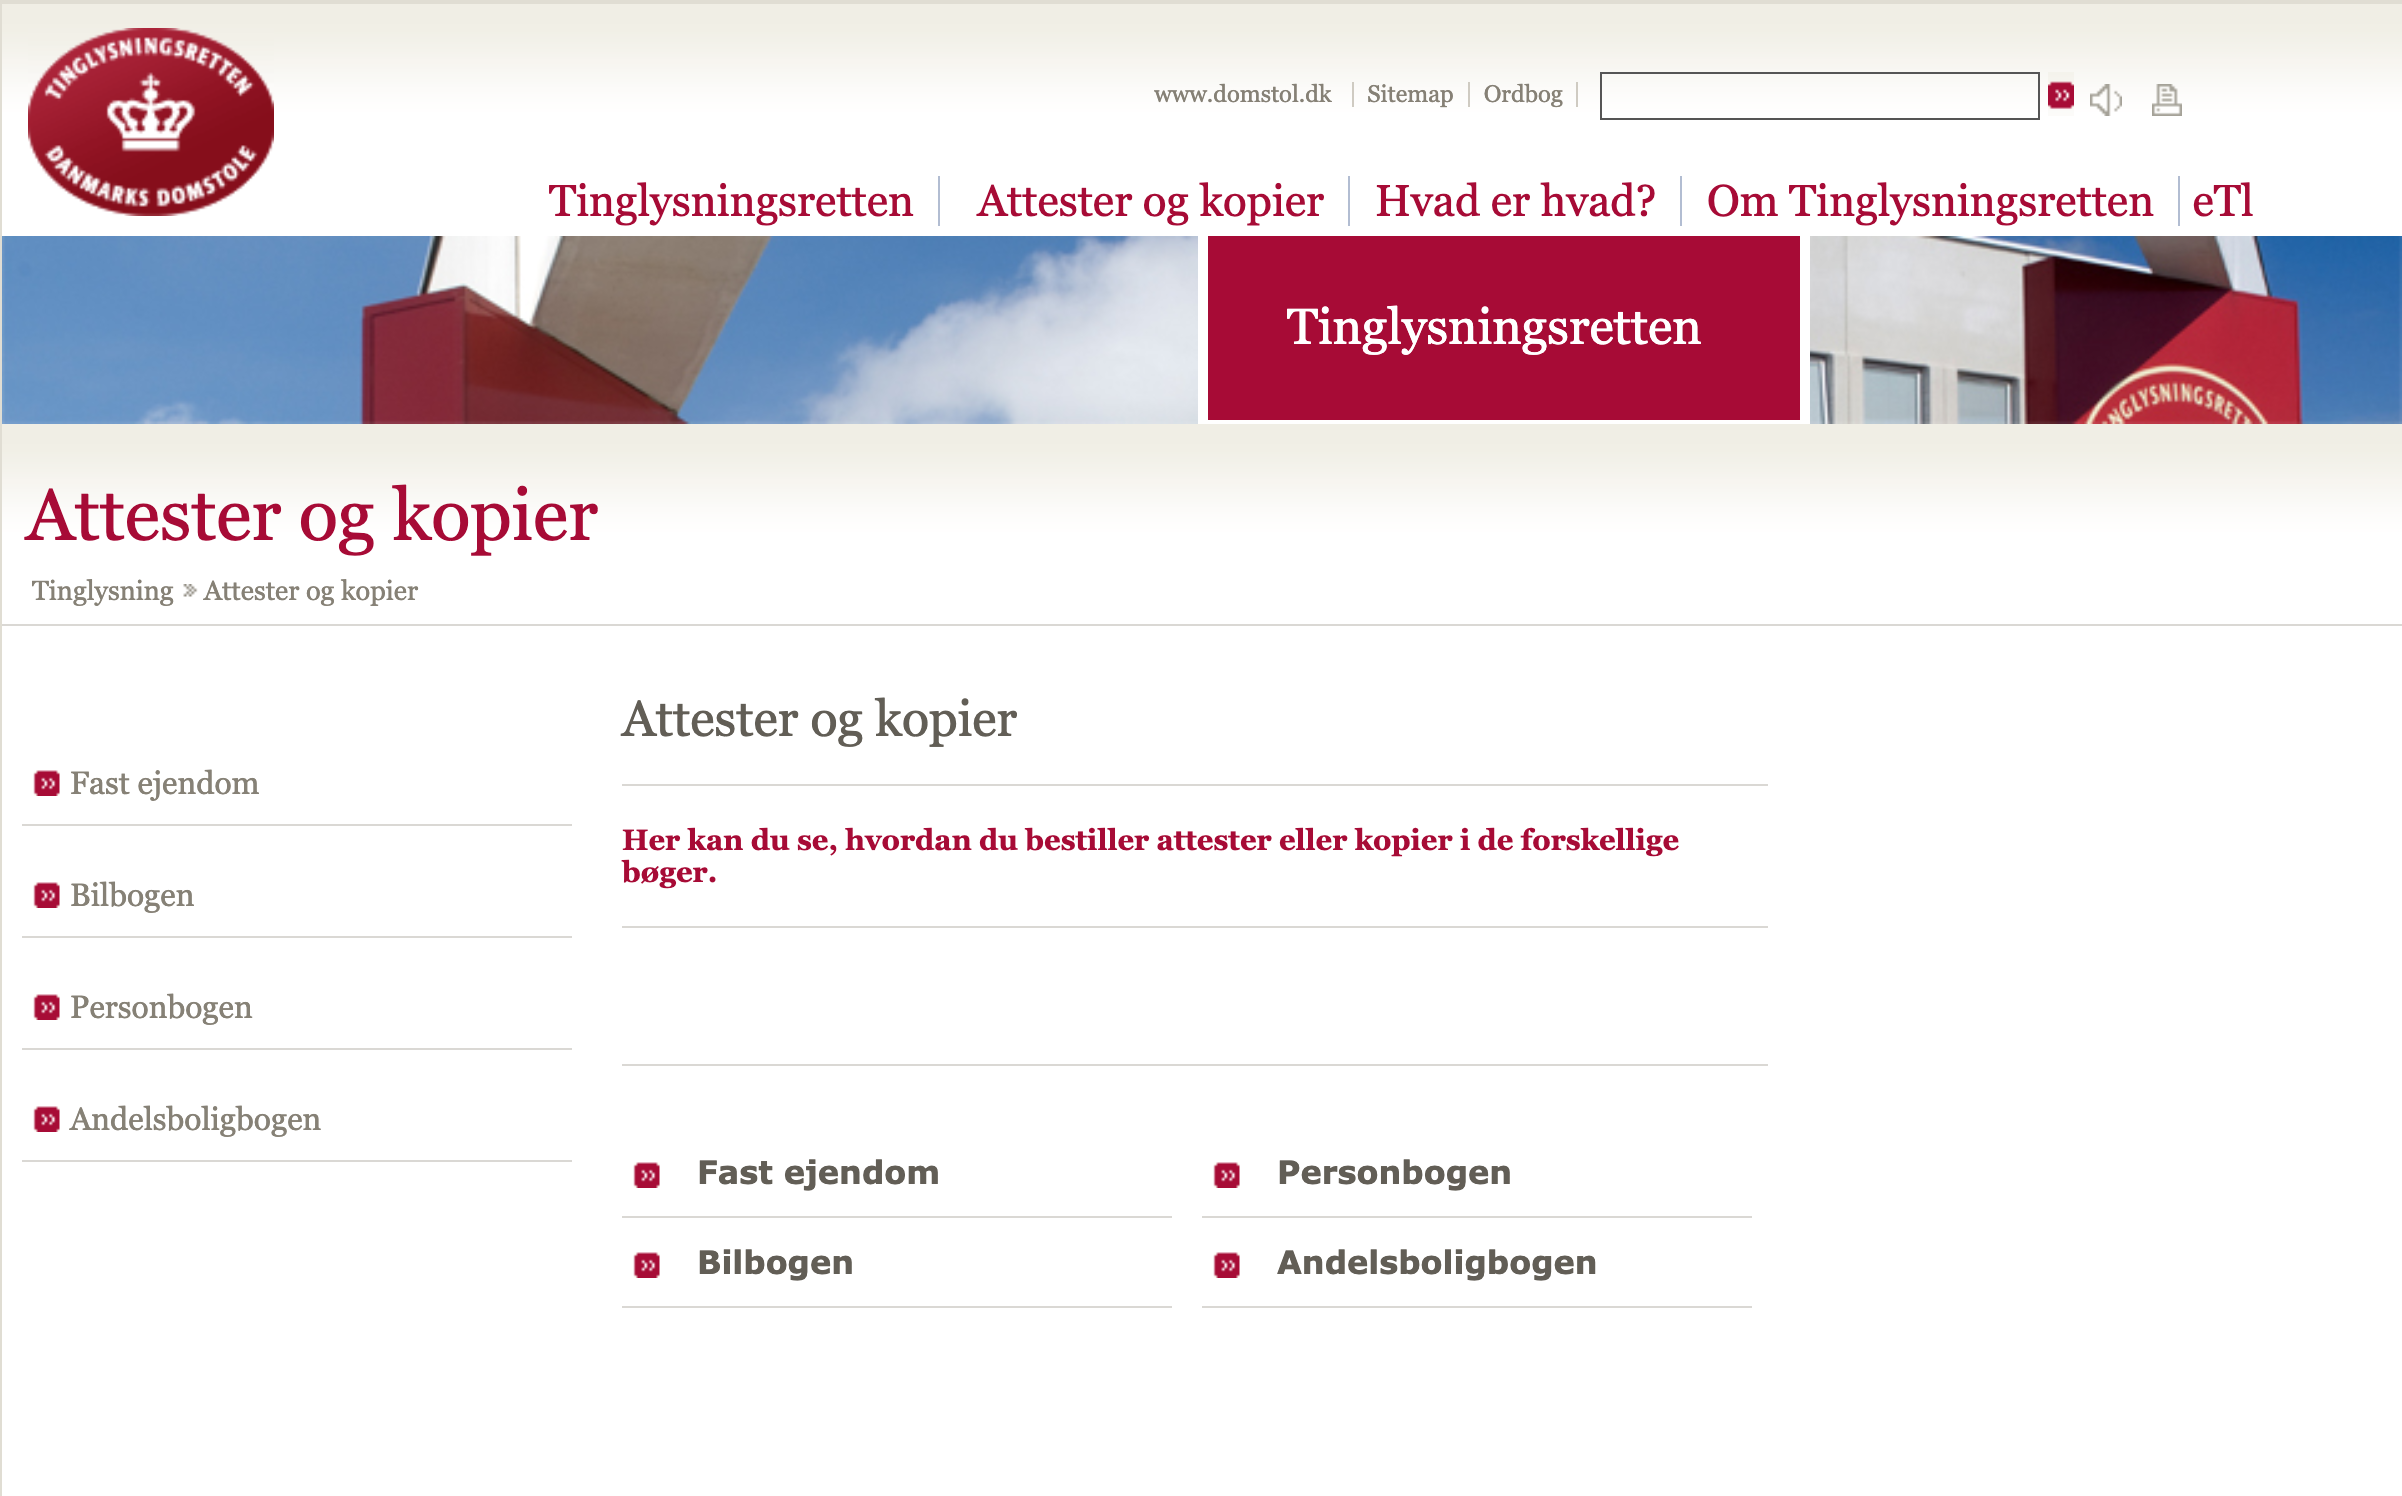 TINGLYSNINGSRETTEN
DANMARKS DOMSTOLE
www.domstol.dk
Sitemap
Ordbog
Tinglysningsretten
Attester og kopier
Hvad er hvad?
Om Tinglysningsretten
eTl
Tinglysningsretten
Attester og kopier
Tinglysning » Attester og kopier
Fast ejendom
Bilbogen
Personbogen
Andelsboligbogen
Attester og kopier
Her kan du se, hvordan du bestiller attester eller kopier i de forskellige
bøger.
Fast ejendom
Personbogen
Bilbogen
Andelsboligbogen